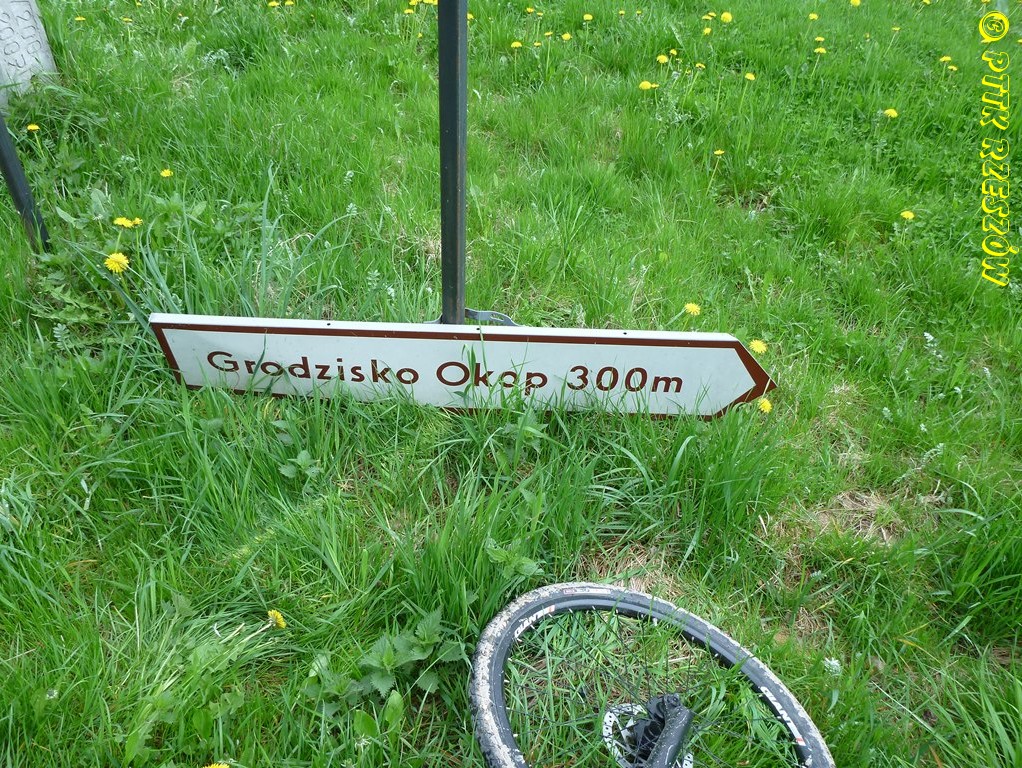 Grodzisko Okop 300m
© PTTK RZESZÓW